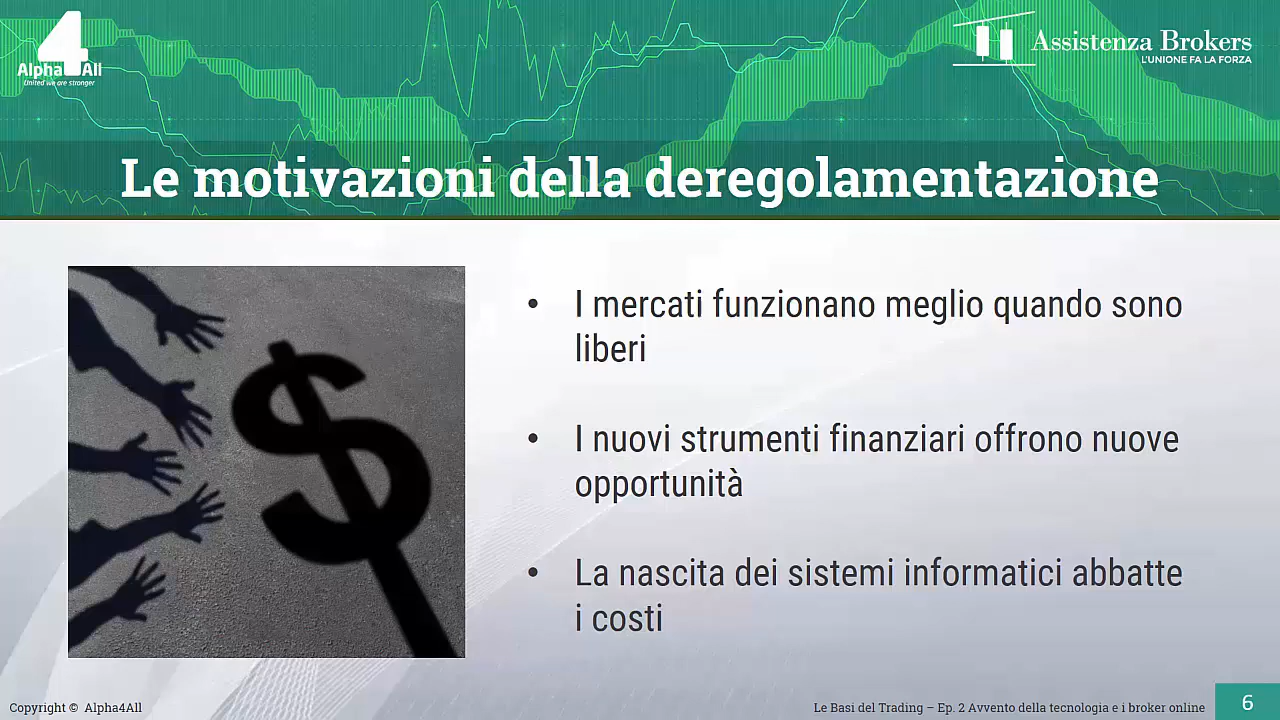 4
Alpha4All
United we are stronger
Assistenza Brokers
L'UNIONE FA LA FORZA
Le motivazioni della deregolamentazione
• I mercati funzionano meglio quando sono
liberi
• I nuovi strumenti finanziari offrono nuove
opportunità
• La nascita dei sistemi informatici abbatte
i costi
Copyright © Alpha4All
Le Basi del Trading – Ep. 2 Avvento della tecnologia e i broker online
6